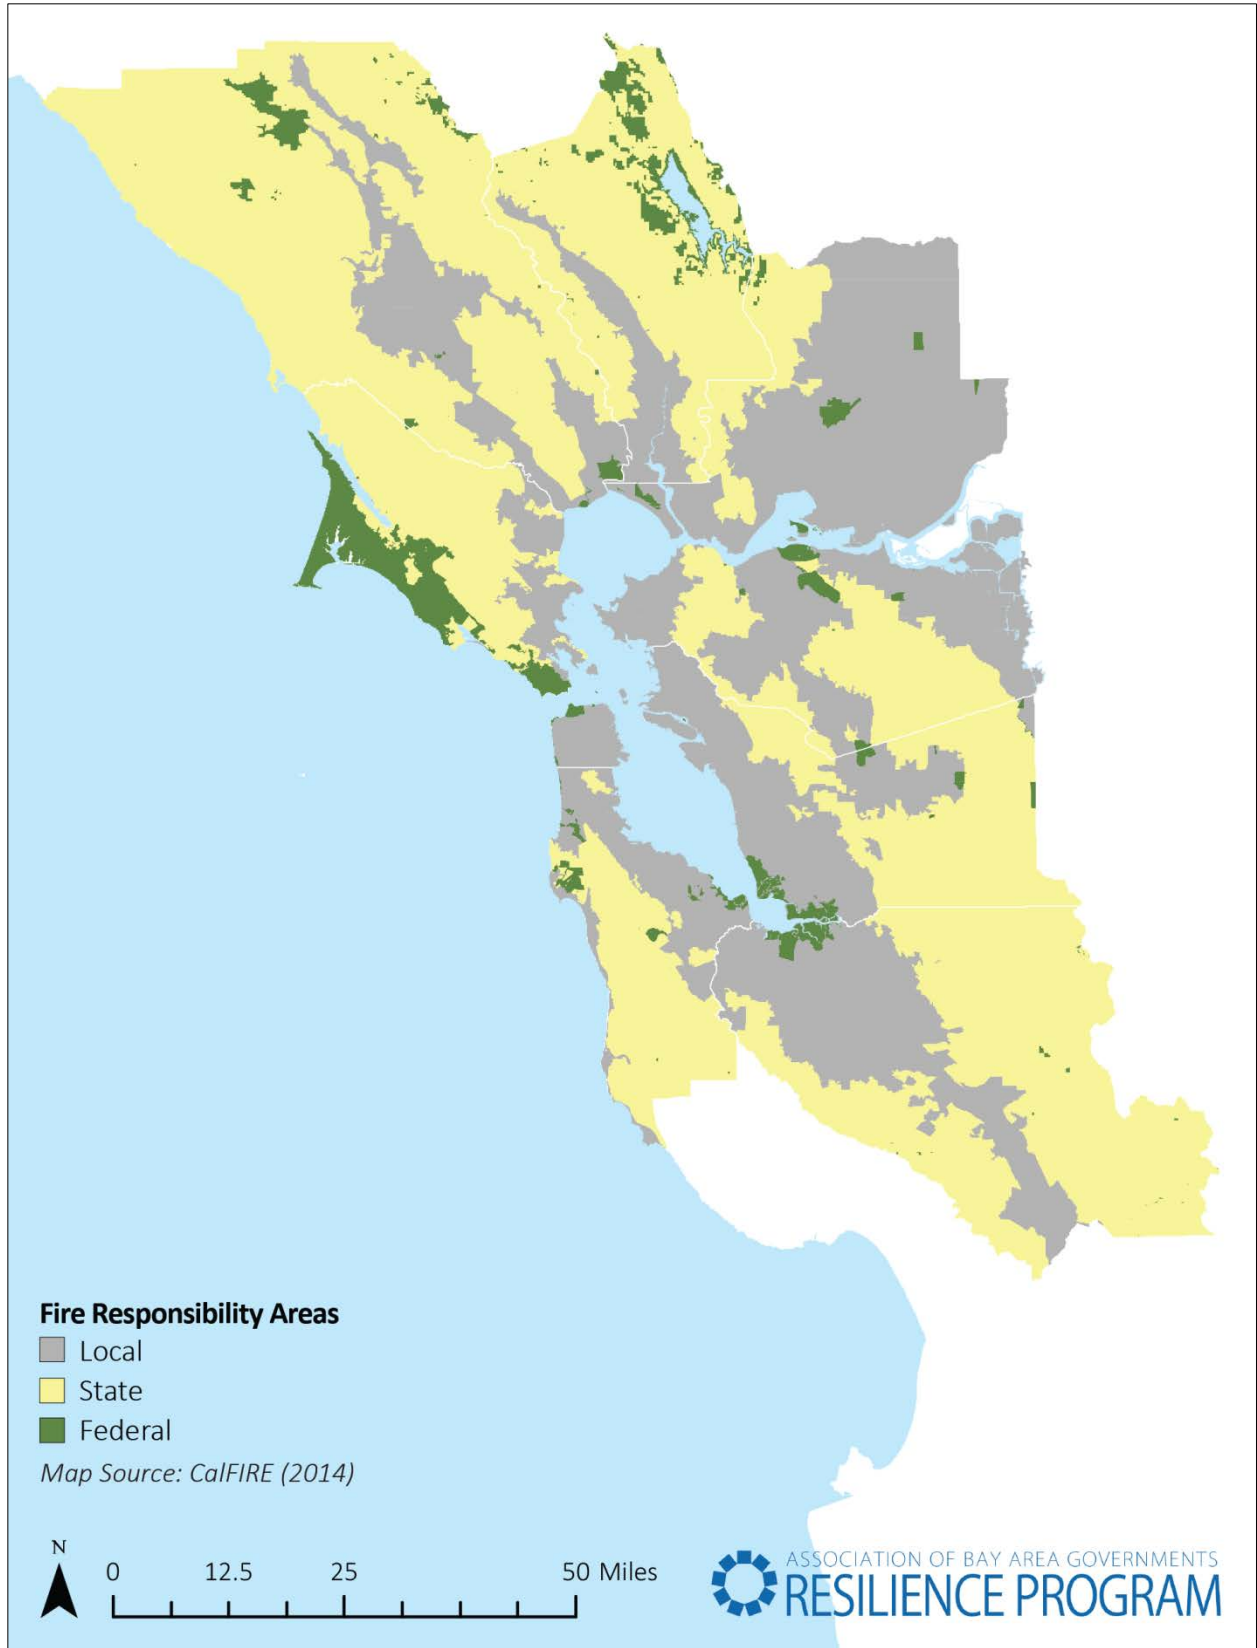 Fire Responsibility Areas
Local
State
Federal
Map Source: CalFIRE (2014)
N
0 12.5 25 50 Miles
ASSOCIATION OF BAY AREA GOVERNMENTS
RESILIENCE PROGRAM